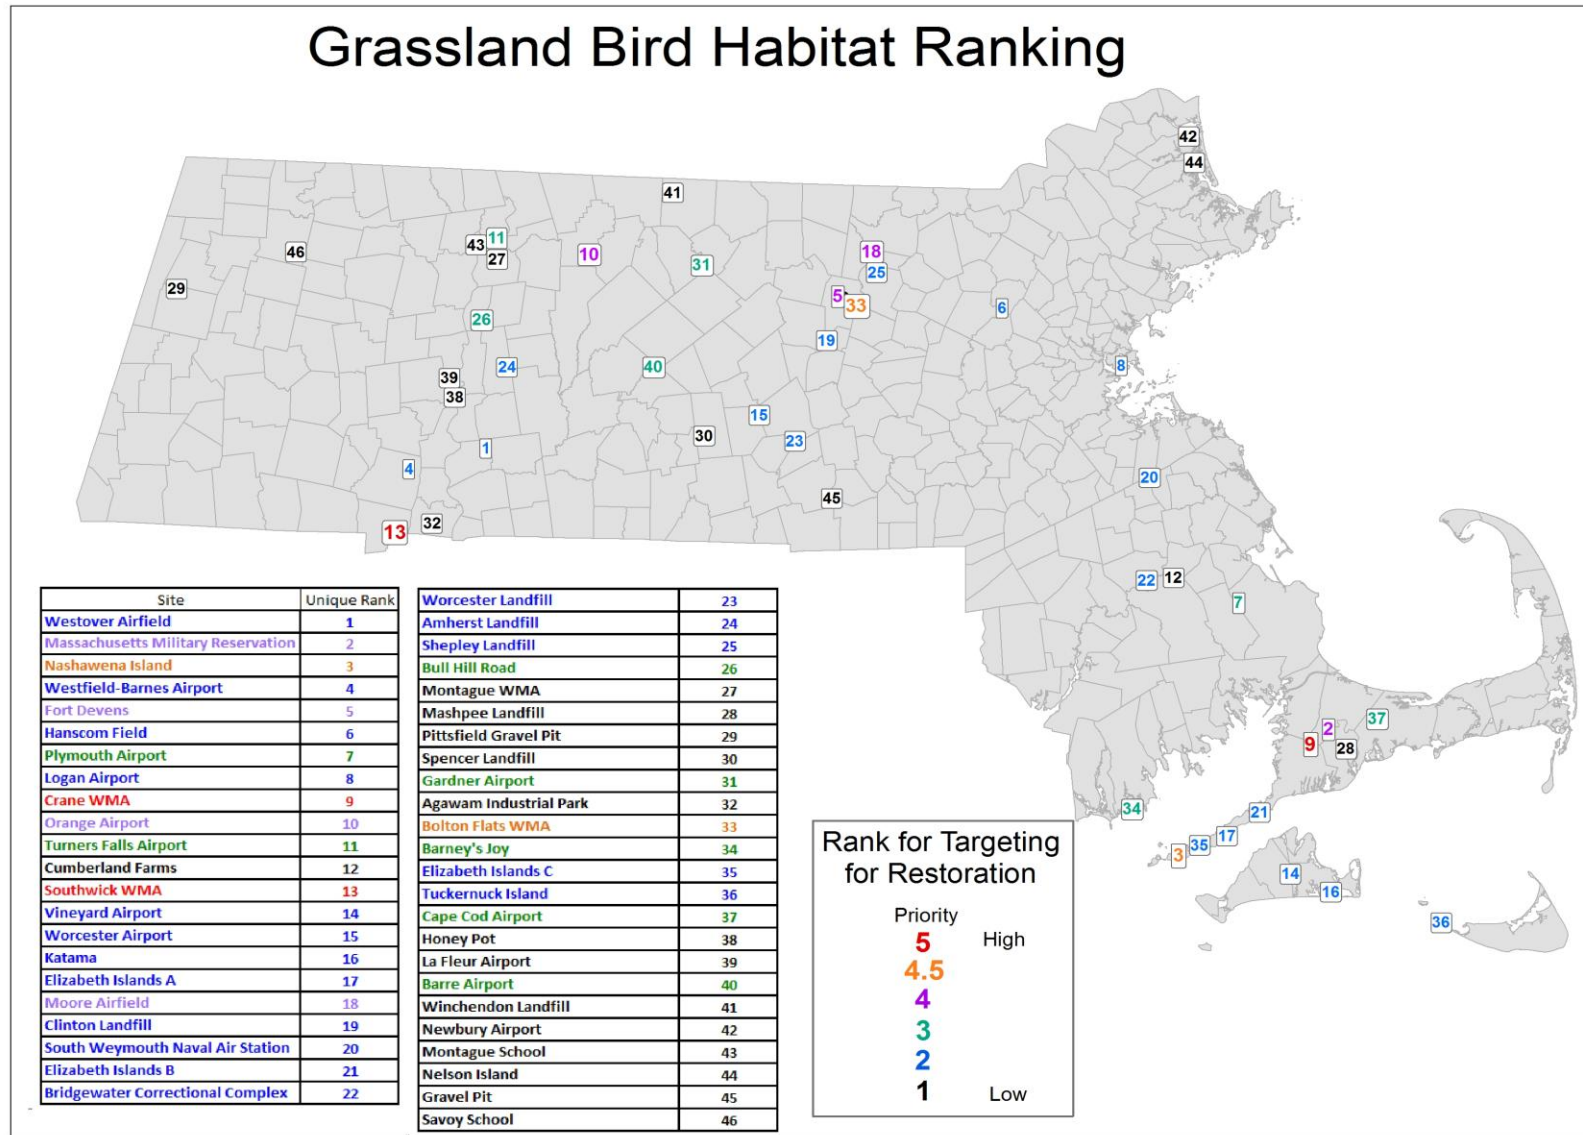 Grassland Bird Habitat Ranking
42
44
41
11
43
46
27
10
18
31
25
29
5
33
6
26
19
8
24
40
39
38
15
30
23
1
4
20
45
32
13
22
12
7
37
2
9
28
34
21
17
35
3
14
16
36
Site Unique Rank
Westover Airfield 1
Massachusetts Military Reservation 2
Nashawena Island 3
Westfield-Barnes Airport 4
Fort Devens 5
Hanscom Field 6
Plymouth Airport 7
Logan Airport 8
Crane WMA 9
Orange Airport 10
Turners Falls Airport 11
Cumberland Farms 12
Southwick WMA 13
Vineyard Airport 14
Worcester Airport 15
Katama 16
Elizabeth Islands A 17
Moore Airfield 18
Clinton Landfill 19
South Weymouth Naval Air Station 20
Elizabeth Islands B 21
Bridgewater Correctional Complex 22
Worcester Landfill 23
Amherst Landfill 24
Shepley Landfill 25
Bull Hill Road 26
Montague WMA 27
Mashpee Landfill 28
Pittsfield Gravel Pit 29
Spencer Landfill 30
Gardner Airport 31
Agawam Industrial Park 32
Bolton Flats WMA 33
Barney's Joy 34
Elizabeth Islands C 35
Tuckernuck Island 36
Cape Cod Airport 37
Honey Pot 38
La Fleur Airport 39
Barre Airport 40
Winchendon Landfill 41
Newbury Airport 42
Montague School 43
Nelson Island 44
Gravel Pit 45
Savoy School 46
Rank for Targeting
for Restoration
Priority
5 High
4.5
4
3
2
1 Low